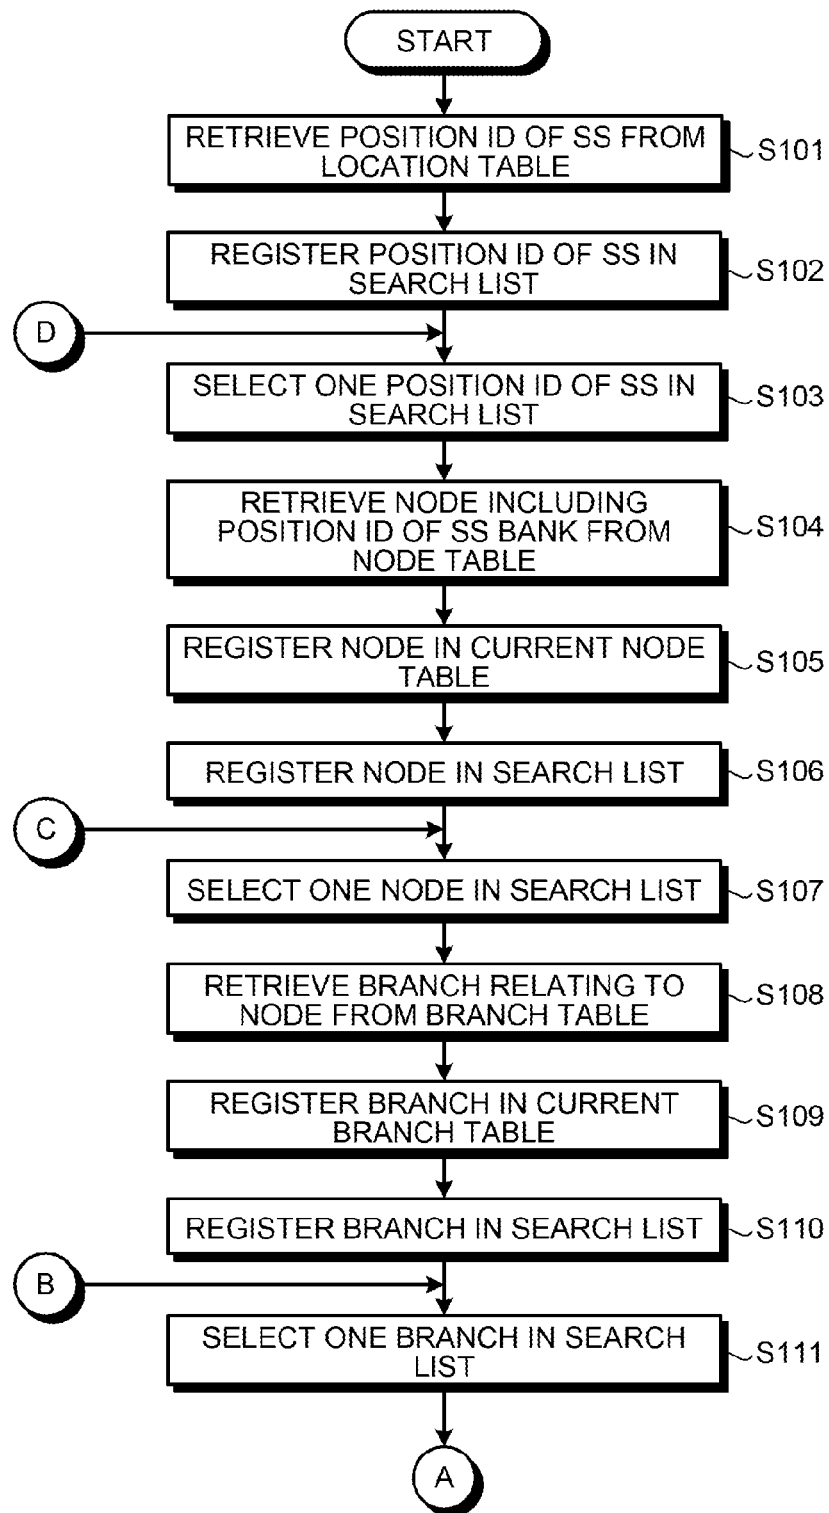 START
RETRIEVE POSITION ID OF SS FROM
LOCATION TABLE
S101
REGISTER POSITION ID OF SS IN
SEARCH LIST
S102
D
SELECT ONE POSITION ID OF SS IN
SEARCH LIST
S103
RETRIEVE NODE INCLUDING
POSITION ID OF SS BANK FROM
NODE TABLE
S104
REGISTER NODE IN CURRENT NODE
TABLE
S105
REGISTER NODE IN SEARCH LIST
S106
C
SELECT ONE NODE IN SEARCH LIST
S107
RETRIEVE BRANCH RELATING TO
NODE FROM BRANCH TABLE
S108
REGISTER BRANCH IN CURRENT
BRANCH TABLE
S109
REGISTER BRANCH IN SEARCH LIST
S110
B
SELECT ONE BRANCH IN SEARCH
LIST
S111
A